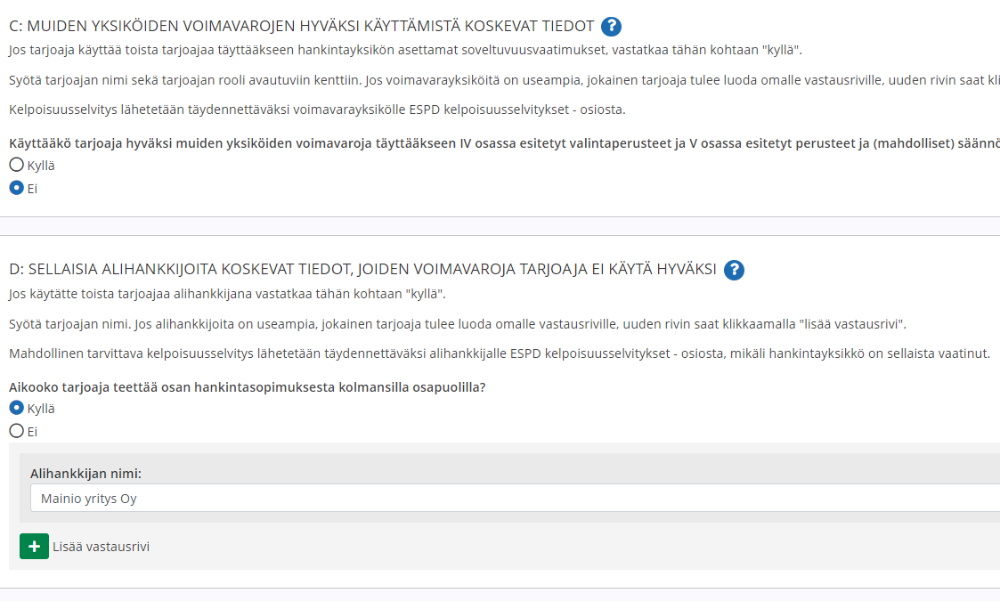 C: MUIDEN YKSIKÖIDEN VOIMAVAROJEN HYVÄKSI KÄYTTÄMISTÄ KOSKEVAT TIEDOT ?
Jos tarjoaja käyttää toista tarjoajaa täyttääkseen hankintayksikön asettamat soveltuvuusvaatimukset, vastatkaa tähän kohtaan "kyllä".
Syötä tarjoajan nimi sekä tarjoajan rooli avautuviin kenttiin. Jos voimavarayksiköitä on useampia, jokainen tarjoaja tulee luoda omalle vastausriville, uuden rivin saat kli
Kelpoisuusselvitys lähetetään täydennettäväksi voimavarayksikölle ESPD kelpoisuusselvitykset - osiosta.
Käyttääkö tarjoaja hyväksi muiden yksiköiden voimavaroja täyttääkseen IV osassa esitetyt valintaperusteet ja V osassa esitetyt perusteet ja (mahdolliset) säännö
Kyllä
Ei
D: SELLAISIA ALIHANKKIJOITA KOSKEVAT TIEDOT, JOIDEN VOIMAVAROJA TARJOAJA EI KÄYTÄ HYVÄKSI ?
Jos käytätte toista tarjoajaa alihankkijana vastatkaa tähän kohtaan "kyllä".
Syötä tarjoajan nimi. Jos alihankkijoita on useampia, jokainen tarjoaja tulee luoda omalle vastausriville, uuden rivin saat klikkaamalla "lisää vastausrivi".
Mahdollinen tarvittava kelpoisuusselvitys lähetetään täydennettäväksi alihankkijalle ESPD kelpoisuusselvitykset - osiosta, mikäli hankintayksikkö on sellaista vaatinut.
Aikooko tarjoaja teettää osan hankintasopimuksesta kolmansilla osapuolilla?
Kyllä
Ei
Alihankkijan nimi:
Mainio yritys Oy
+ Lisää vastausrivi